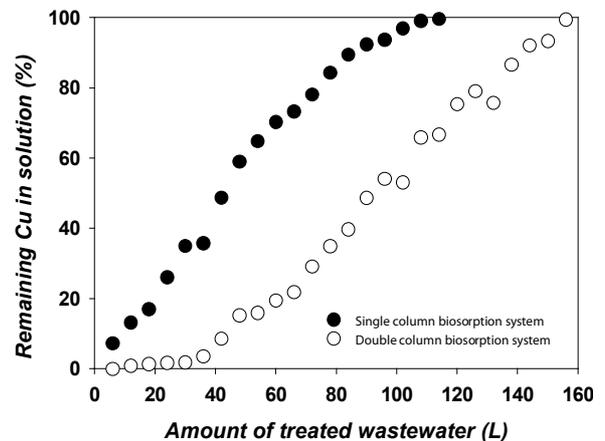 Remaining Cu in solution (%)
100
80
60
40
20
0
Single column biosorption system
Double column biosorption system
0 20 40 60 80 100 120 140 160
Amount of treated wastewater (L)